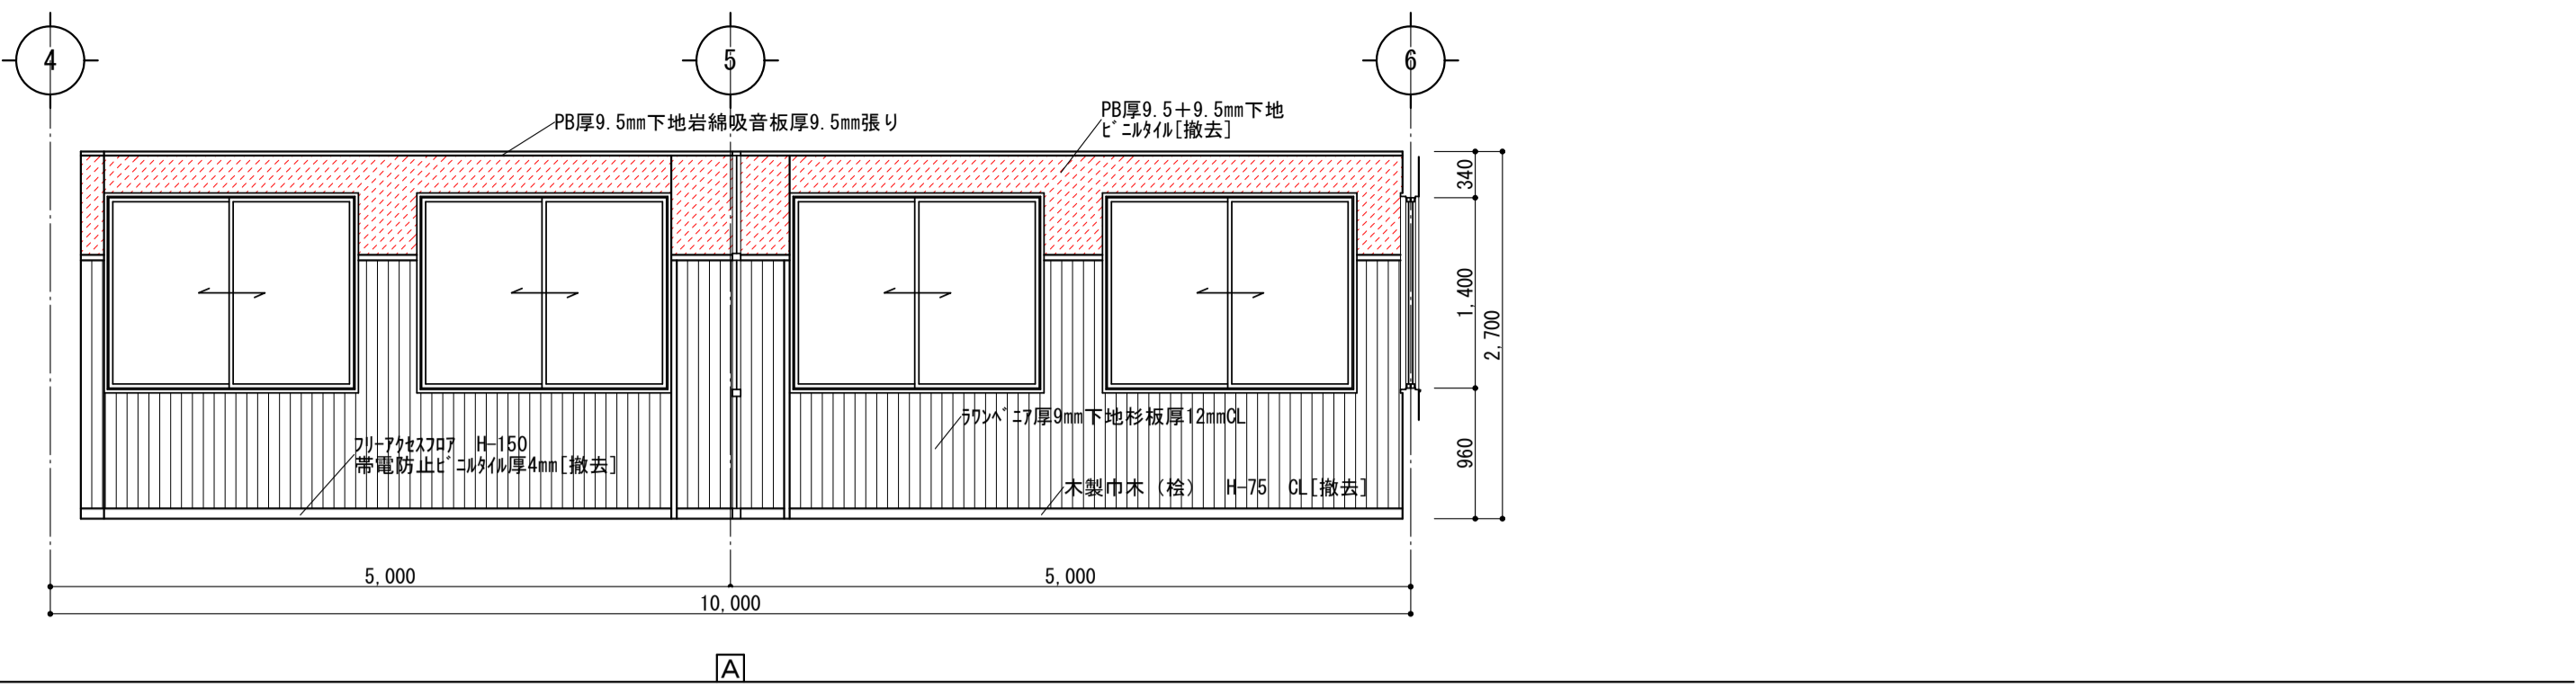 4
5
6
PB厚9.5mm下地岩綿吸音板厚9.5mm張り
PB厚9.5＋9.5mm下地
ﾋﾞﾆﾙﾀｲﾙ[撤去]
340
1,400
2,700
960
ﾗﾜﾝﾍﾞﾆｱ厚9mm下地杉板厚12mmCL
ﾌﾘｰｱｸｾｽﾌﾛｱ　H-150
帯電防止ﾋﾞﾆﾙﾀｲﾙ厚4mm[撤去]
木製巾木（桧）　H-75　CL[撤去]
5,000
5,000
10,000
A